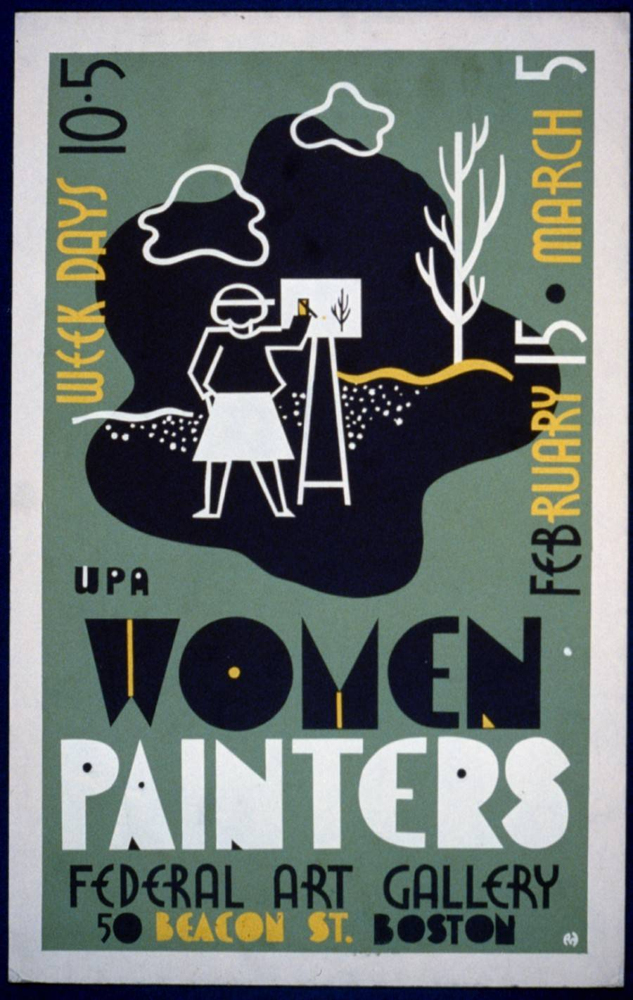 WEEK DAYS 10·5
FEBRUARY 15 • MARCH 5
WPA
WOMEN
PAINTERS
FEDERAL ART GALLERY
50 BEACON ST. BOSTON